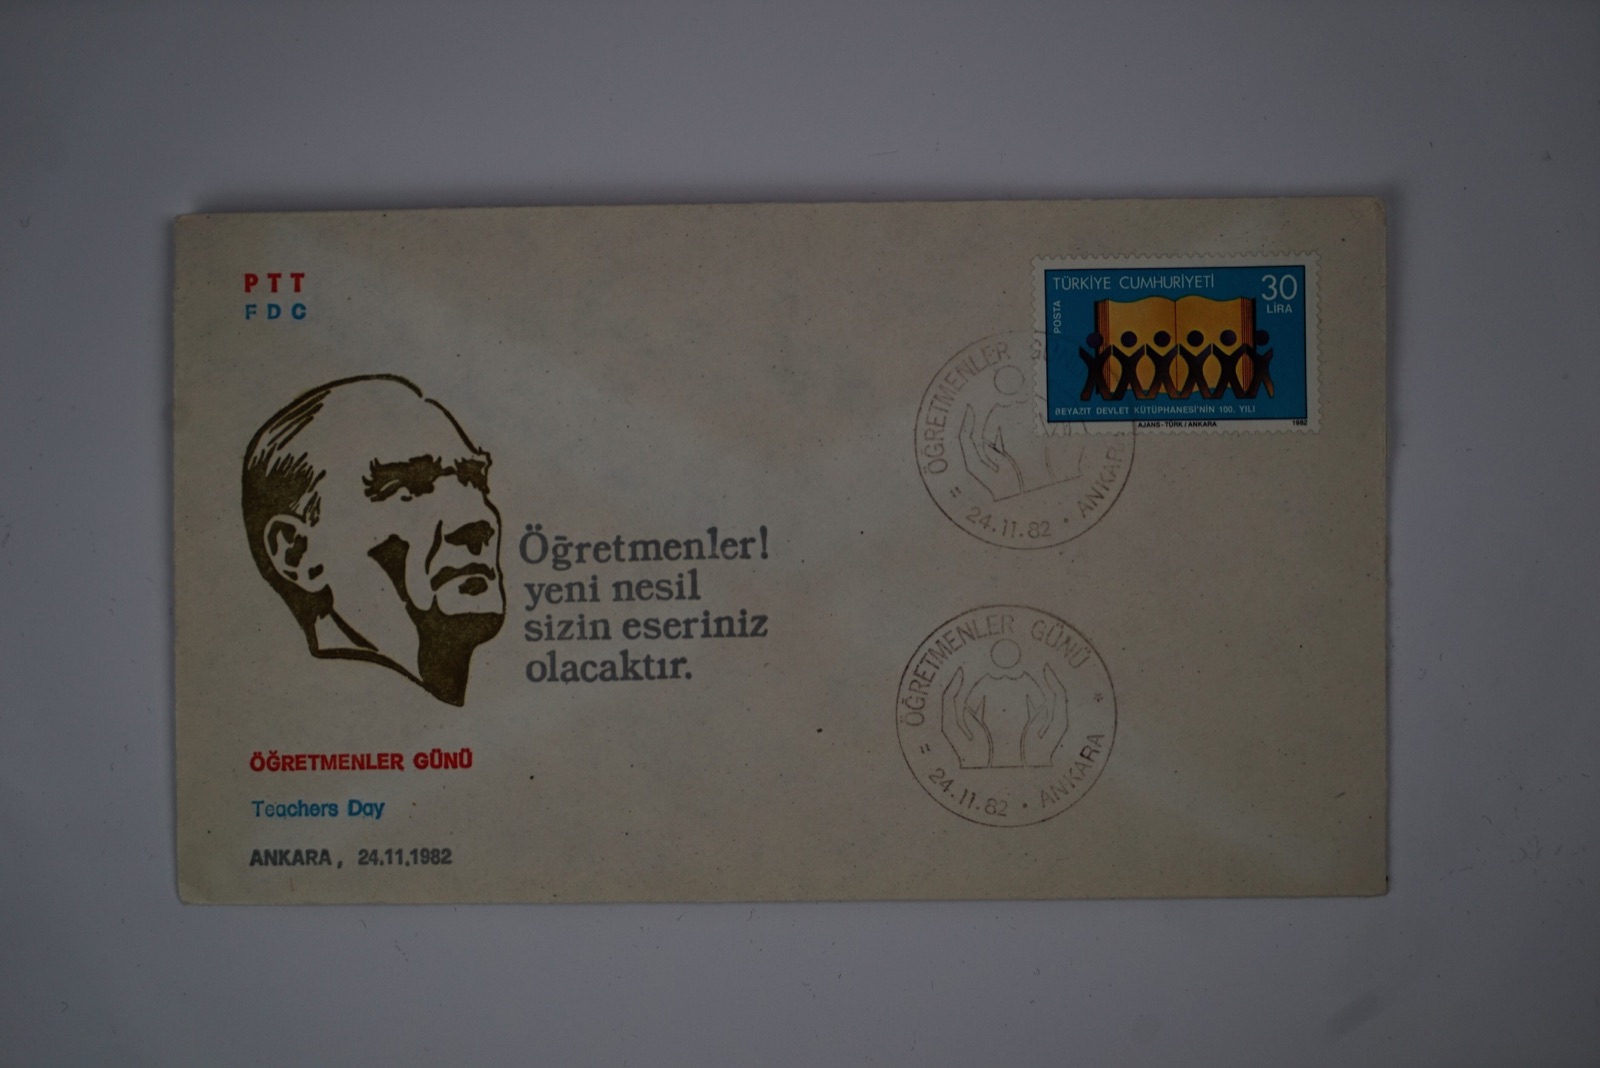 PTT
FDC
TÜRKİYE CUMHURİYETİ
30
LİRA
POSTA
BEYAZIT DEVLET KÜTÜPHANESİ'NİN 100. YILI
AJANS - TÜRK / ANKARA
1982
ÖĞRETMENLER
24.11.82 · ANKARA
Öğretmenler!
yeni nesil
sizin eseriniz
olacaktır.
ÖĞRETMENLER GÜNÜ *
= 24.11.82 · ANKARA
ÖĞRETMENLER GÜNÜ
Teachers Day
ANKARA, 24.11.1982